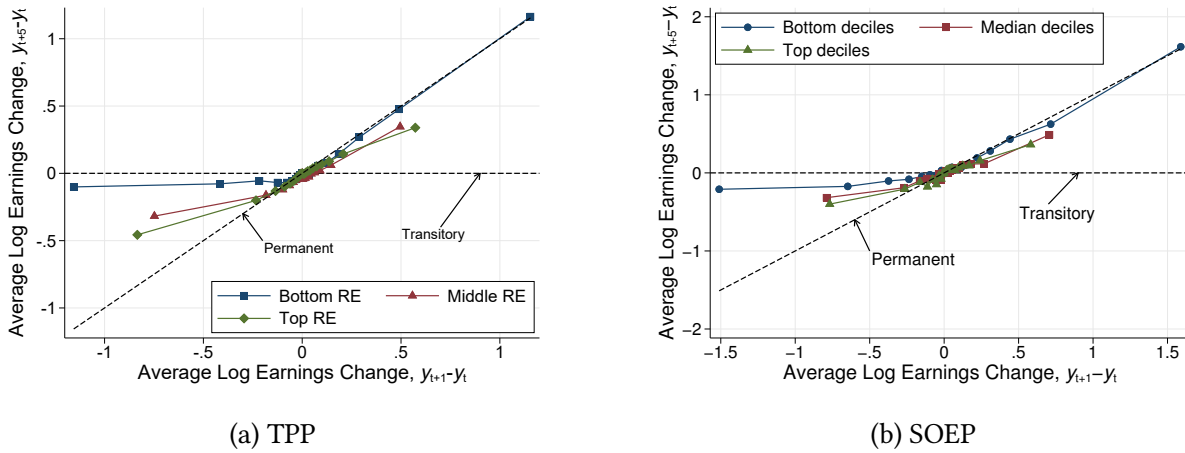 Average Log Earnings Change, yt+5-yt
1
.5
0
-.5
-1
Permanent
Transitory
Bottom RE
Middle RE
Top RE
-1
-.5
0
.5
1
Average Log Earnings Change, yt+1-yt
(a) TPP
Average Log Earnings Change, yt+5−yt
2
1
0
−1
−2
Bottom deciles
Median deciles
Top deciles
Transitory
Permanent
−1.5
−1
−.5
0
.5
1
1.5
Average Log Earnings Change, yt+1−yt
(b) SOEP